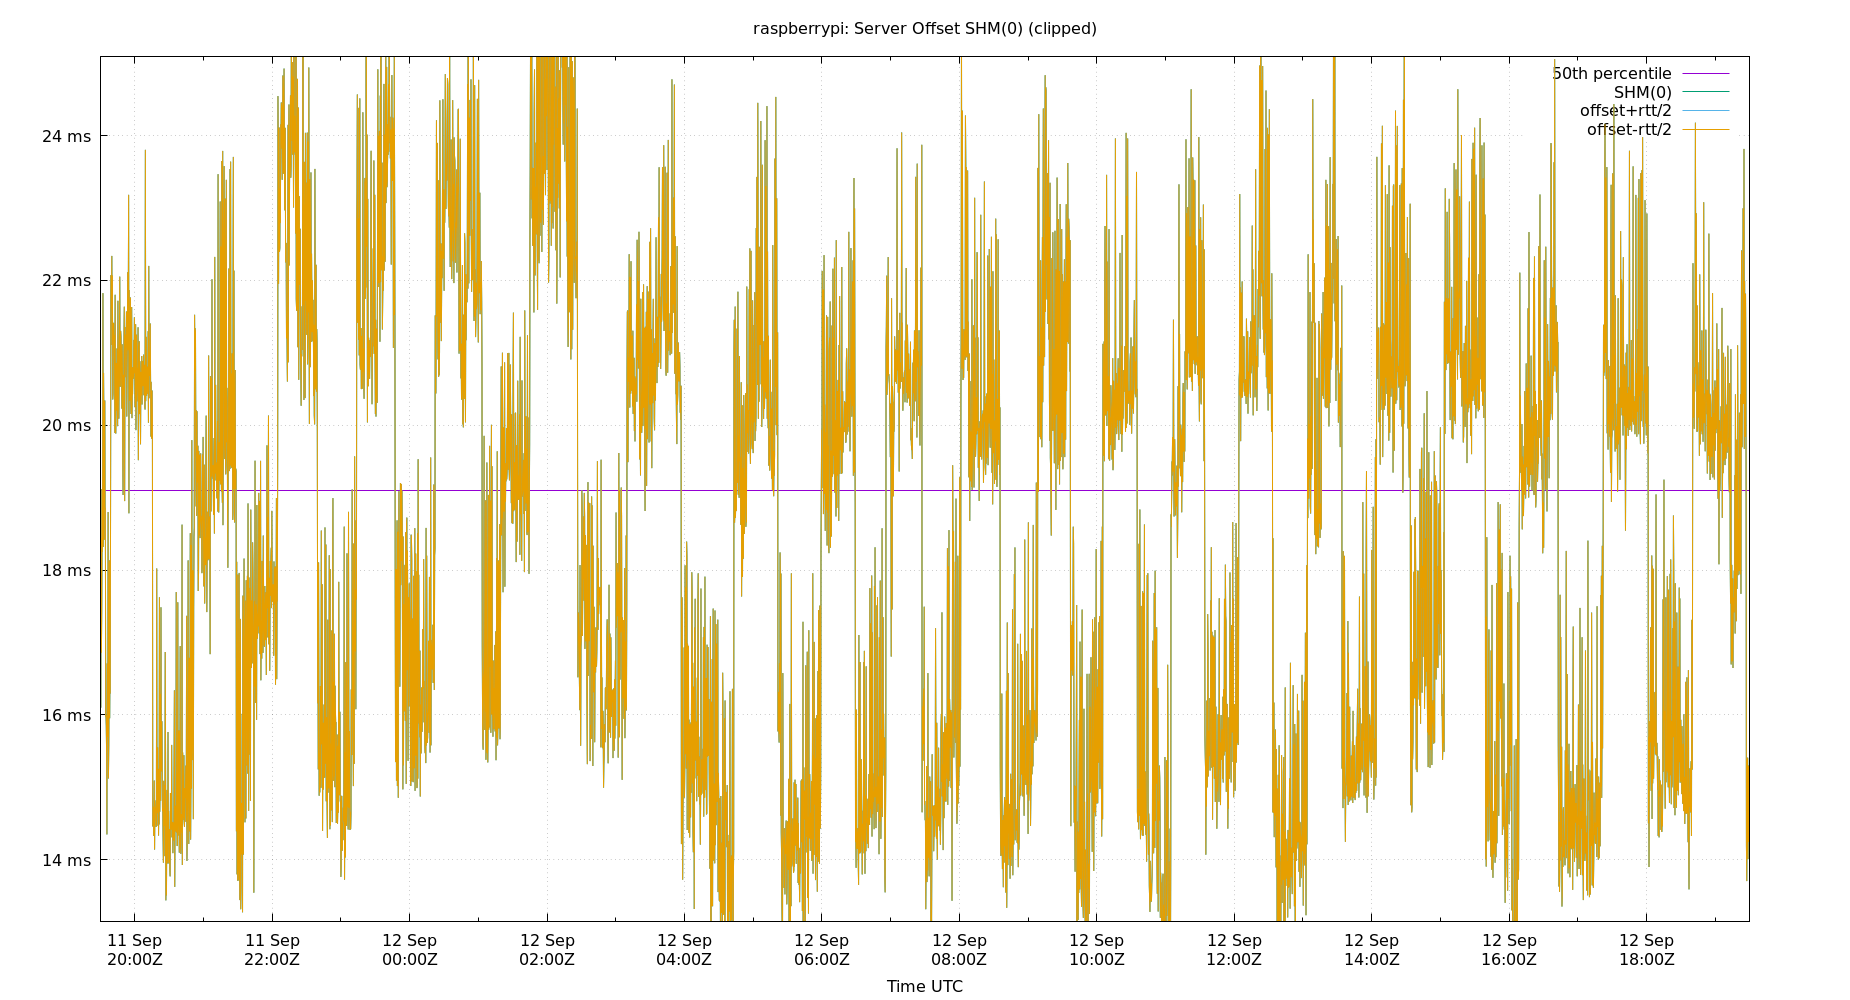 raspberrypi: Server Offset SHM(0) (clipped)
50th percentile
SHM(0)
offset+rtt/2
offset-rtt/2
24 ms
22 ms
20 ms
18 ms
16 ms
14 ms
11 Sep 11 Sep 12 Sep 12 Sep 12 Sep 12 Sep 12 Sep 12 Sep 12 Sep 12 Sep 12 Sep 12 Sep
20:00Z 22:00Z 00:00Z 02:00Z 04:00Z 06:00Z 08:00Z 10:00Z 12:00Z 14:00Z 16:00Z 18:00Z
Time UTC